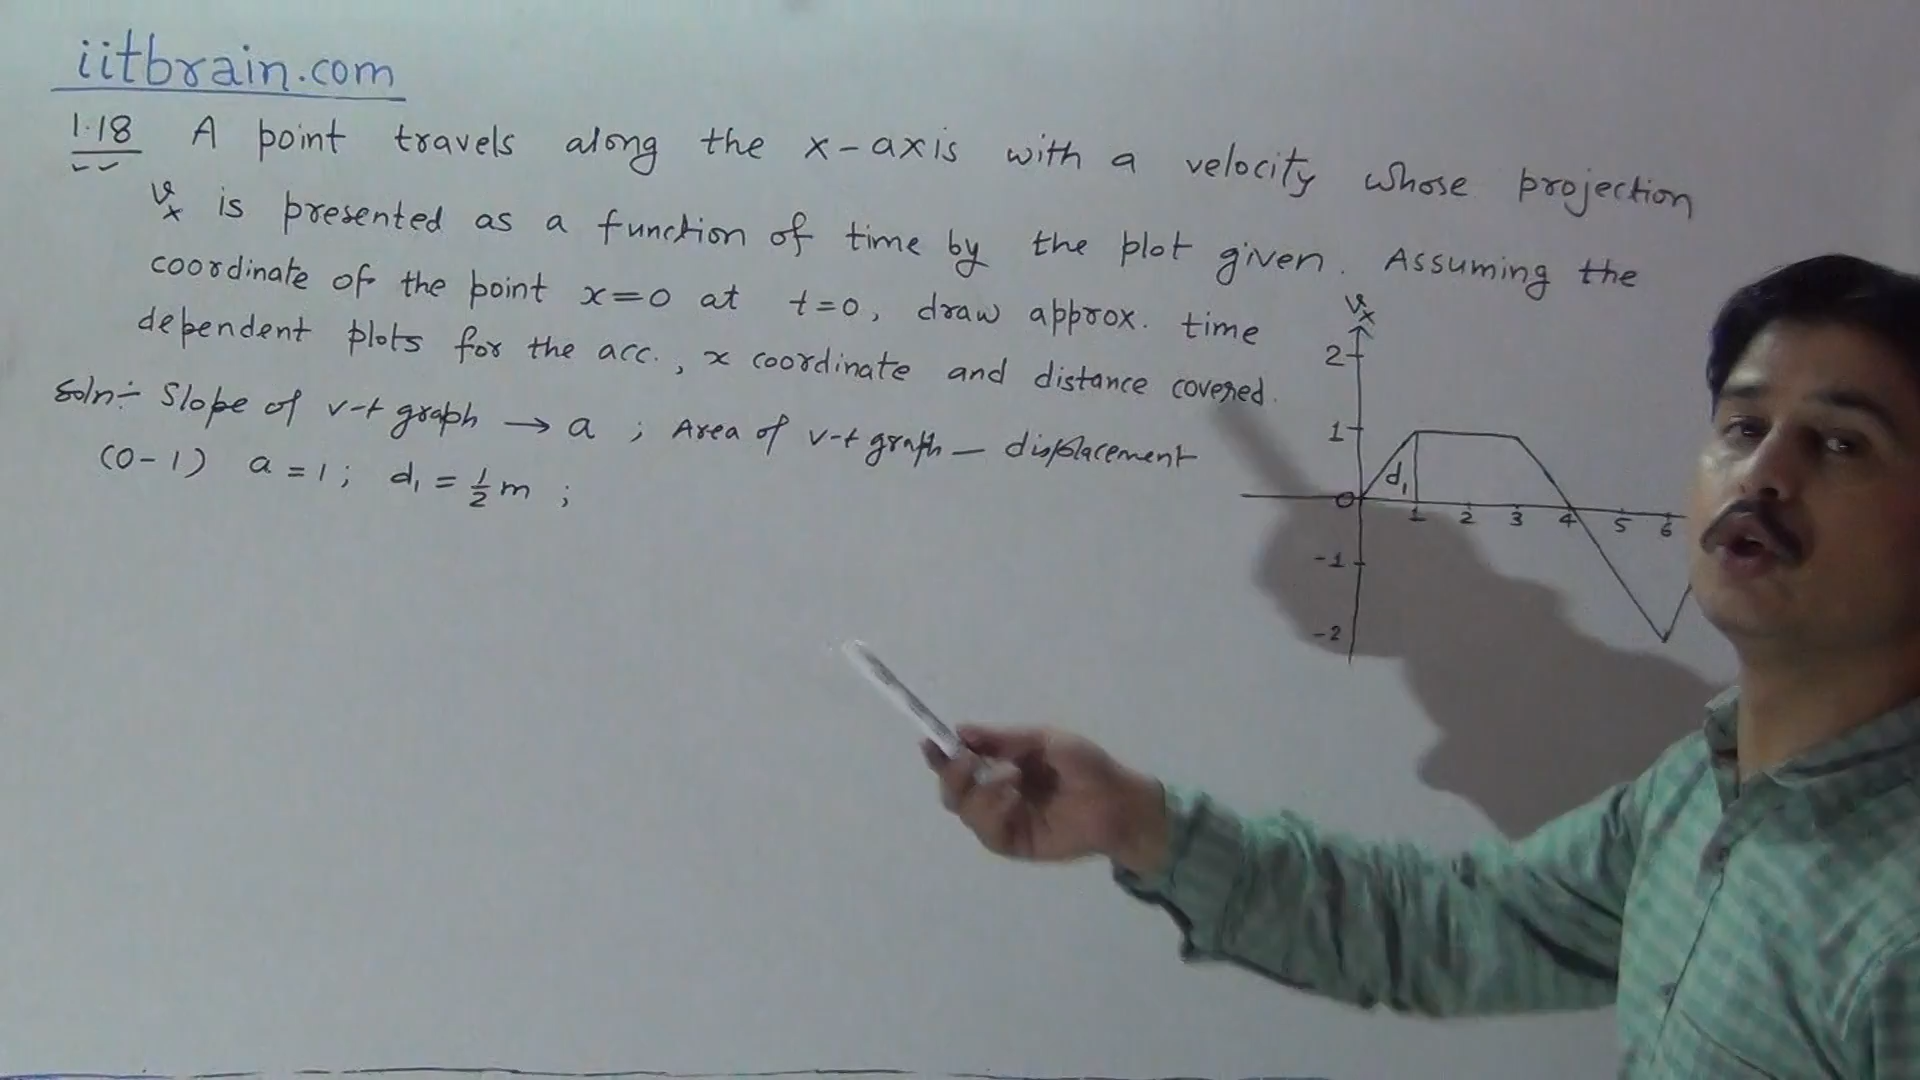 iitbrain.com
1.18 A point travels along the x-axis with a velocity whose projection
vx is presented as a function of time by the plot given. Assuming the
coordinate of the point x=0 at t=0, draw approx. time
dependent plots for the acc., x coordinate and distance covered.
Soln:- Slope of v-t graph → a ; Area of v-t graph – displacement
(0-1) a = 1 ; d₁ = 1/2 m ;
vx
2
1
d₁
0 1 2 3 4 5 6
-1
-2